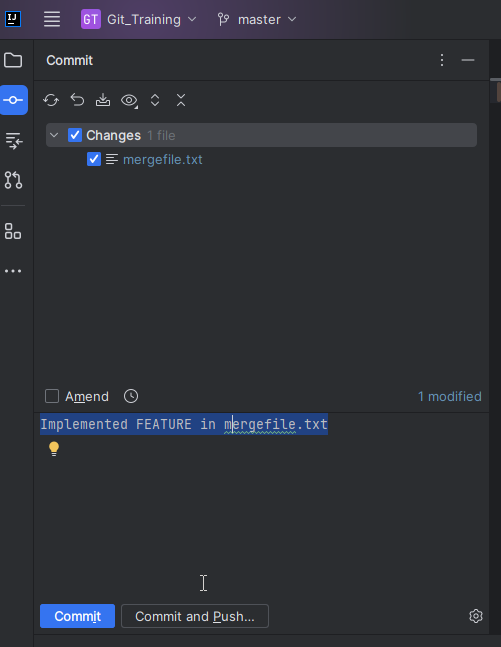 IJ GT Git_Training master
Commit
Changes 1 file
mergefile.txt
Amend 1 modified
Implemented FEATURE in mergefile.txt
Commit Commit and Push...